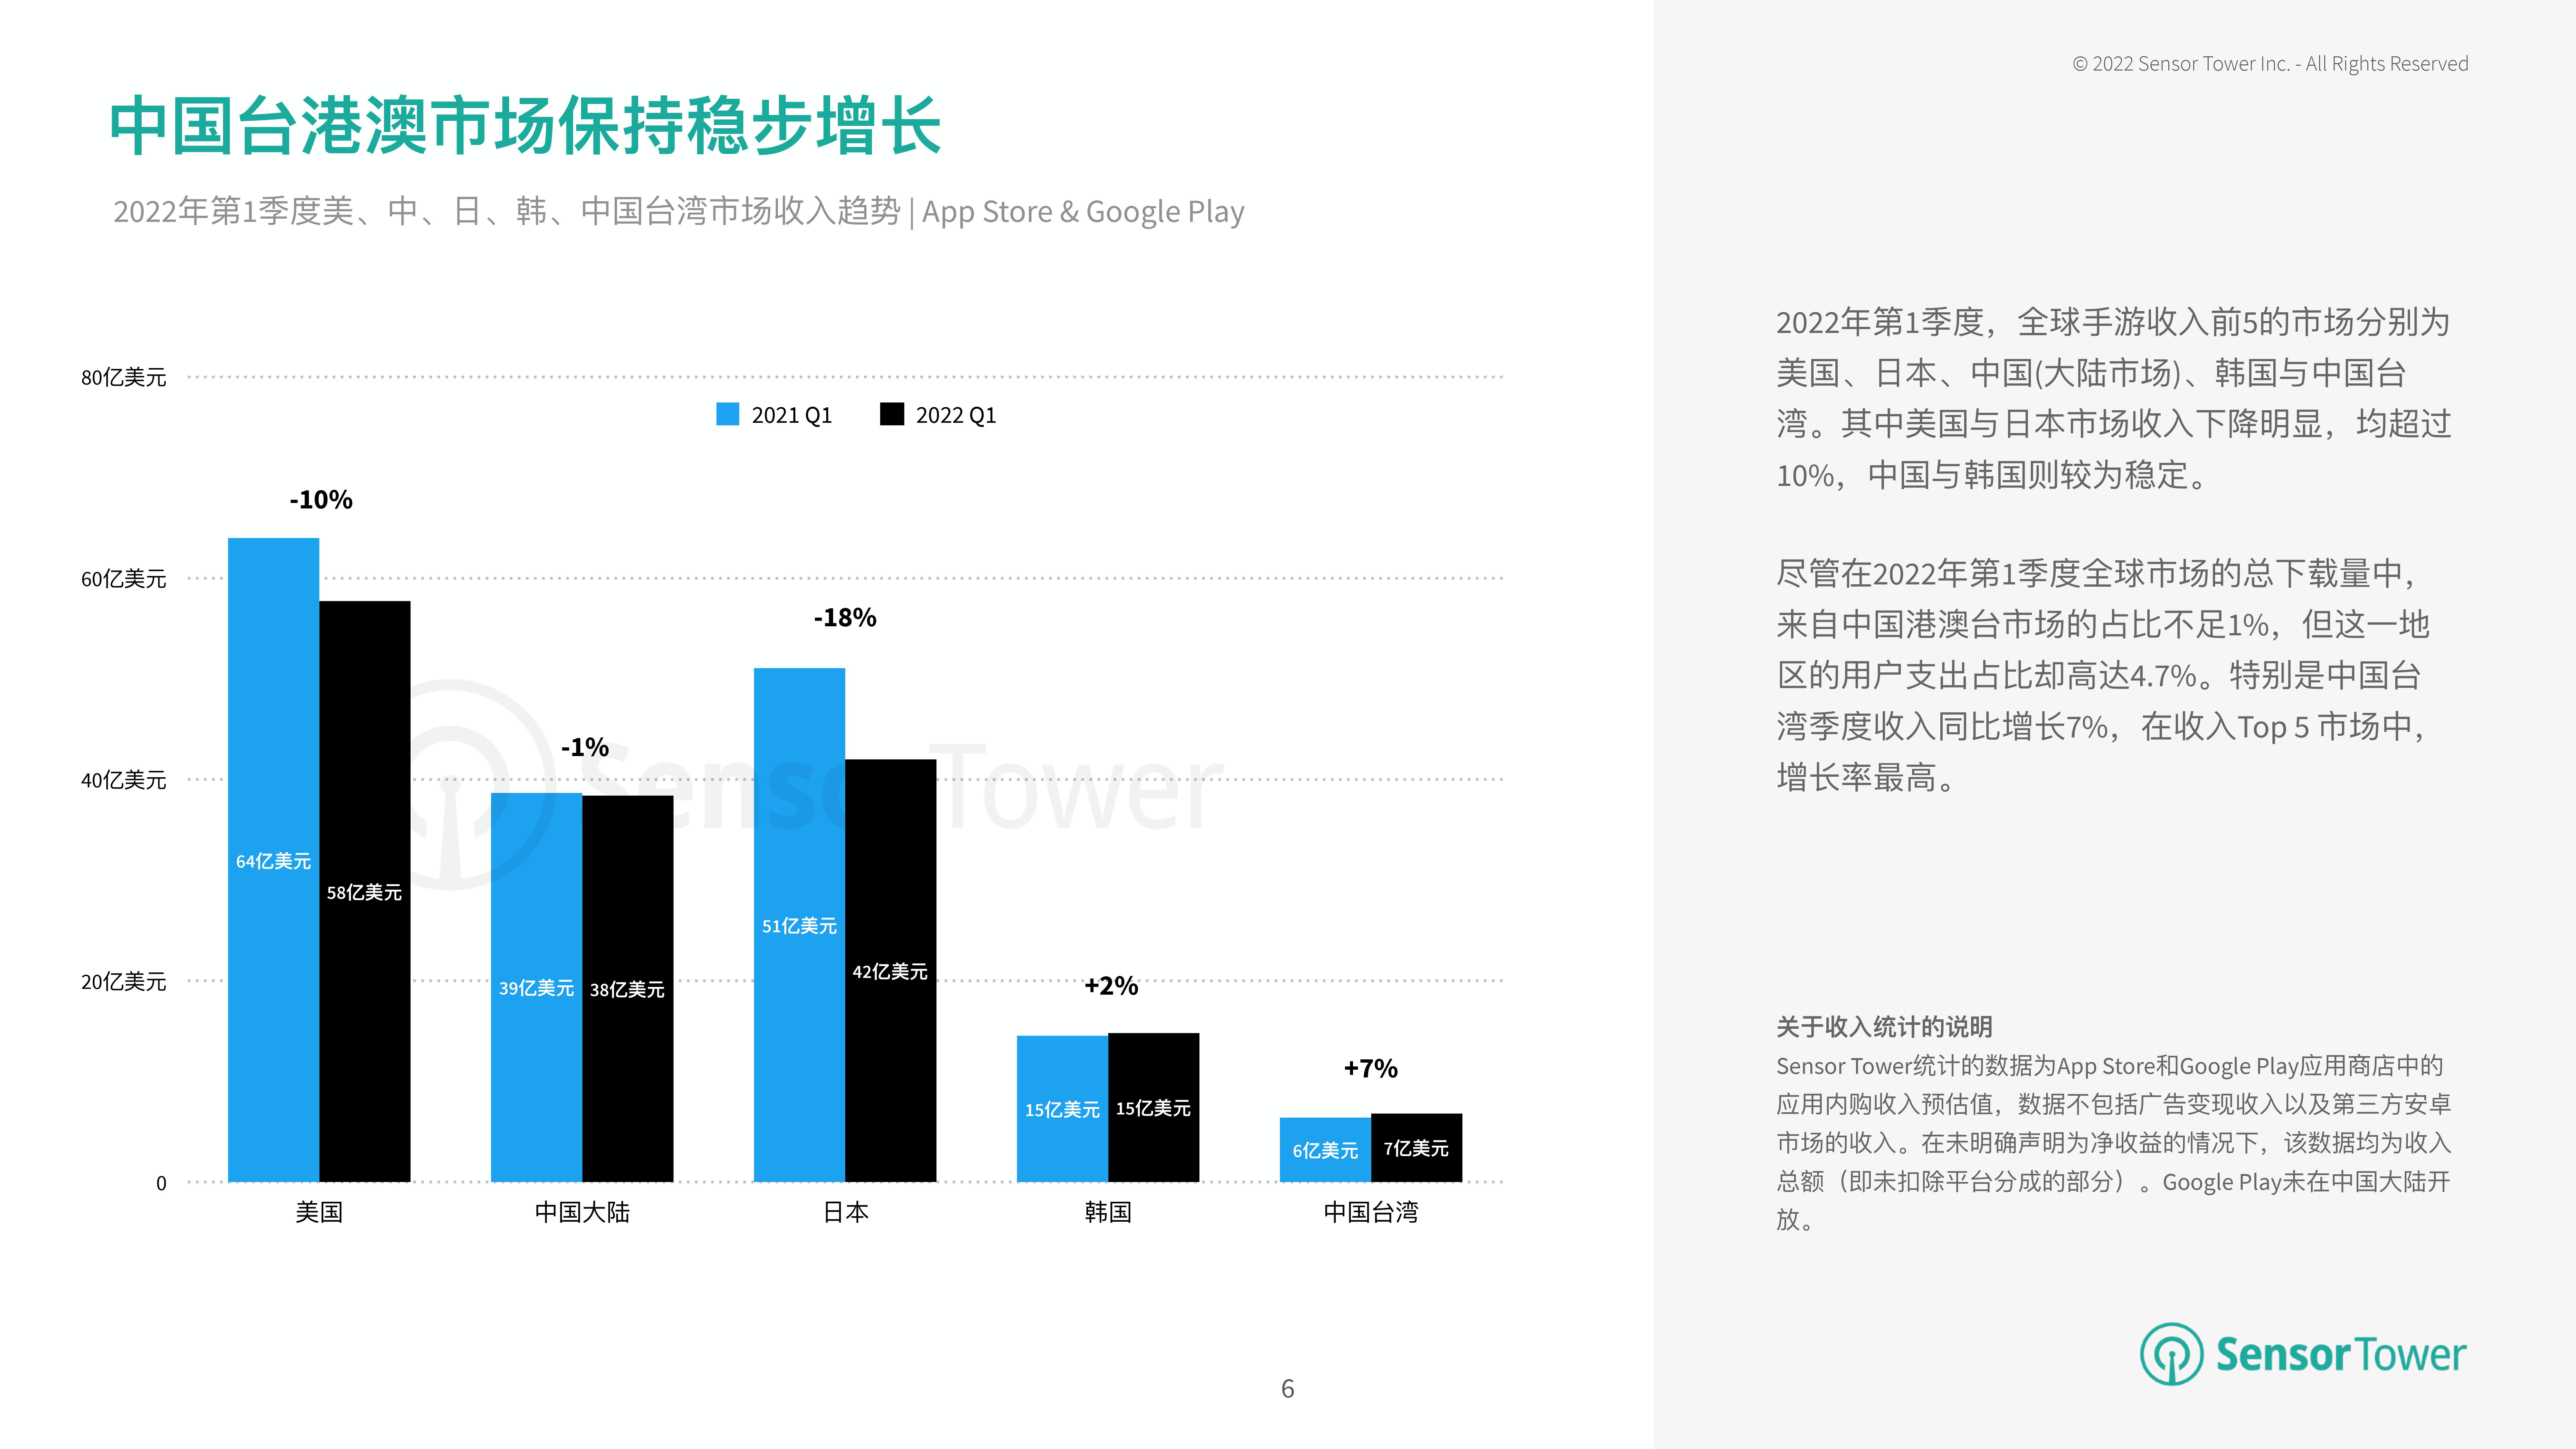 © 2022 Sensor Tower Inc. - All Rights Reserved
中国台港澳市场保持稳步增长
2022年第1季度美、中、日、韩、中国台湾市场收入趋势 | App Store & Google Play
80亿美元
60亿美元
40亿美元
20亿美元
0
2021 Q1
2022 Q1
-10%
64亿美元
58亿美元
美国
-1%
39亿美元
38亿美元
中国大陆
-18%
51亿美元
42亿美元
日本
+2%
15亿美元
15亿美元
韩国
+7%
6亿美元
7亿美元
中国台湾
SensorTower
2022年第1季度，全球手游收入前5的市场分别为
美国、日本、中国(大陆市场)、韩国与中国台
湾。其中美国与日本市场收入下降明显，均超过
10%，中国与韩国则较为稳定。
尽管在2022年第1季度全球市场的总下载量中，
来自中国港澳台市场的占比不足1%，但这一地
区的用户支出占比却高达4.7%。特别是中国台
湾季度收入同比增长7%，在收入Top 5 市场中，
增长率最高。
关于收入统计的说明
Sensor Tower统计的数据为App Store和Google Play应用商店中的
应用内购收入预估值，数据不包括广告变现收入以及第三方安卓
市场的收入。在未明确声明为净收益的情况下，该数据均为收入
总额（即未扣除平台分成的部分）。Google Play未在中国大陆开
放。
SensorTower
6